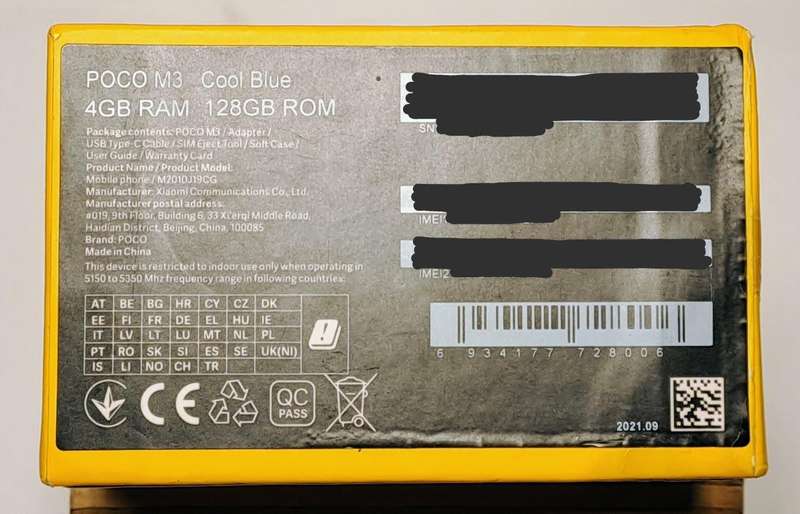 POCO M3 Cool Blue
4GB RAM 128GB ROM
Package contents: POCO M3 / Adapter /
USB Type-C Cable / SIM Eject Tool / Soft Case /
User Guide / Warranty Card
Product Name / Product Model:
Mobile phone / M2010J19CG
Manufacturer: Xiaomi Communications Co., Ltd.
Manufacturer postal address:
#019, 9th Floor, Building 6, 33 Xi'erqi Middle Road,
Haidian District, Beijing, China, 100085
Brand: POCO
Made in China
This device is restricted to indoor use only when operating in
5150 to 5350 Mhz frequency range in following countries:
AT BE BG HR CY CZ DK
EE FI FR DE EL HU IE
IT LV LT LU MT NL PL
PT RO SK SI ES SE UK(NI)
IS LI NO CH TR
CE
QC
PASS
SN
IMEI
IMEI2
6 934177 728006
2021.09